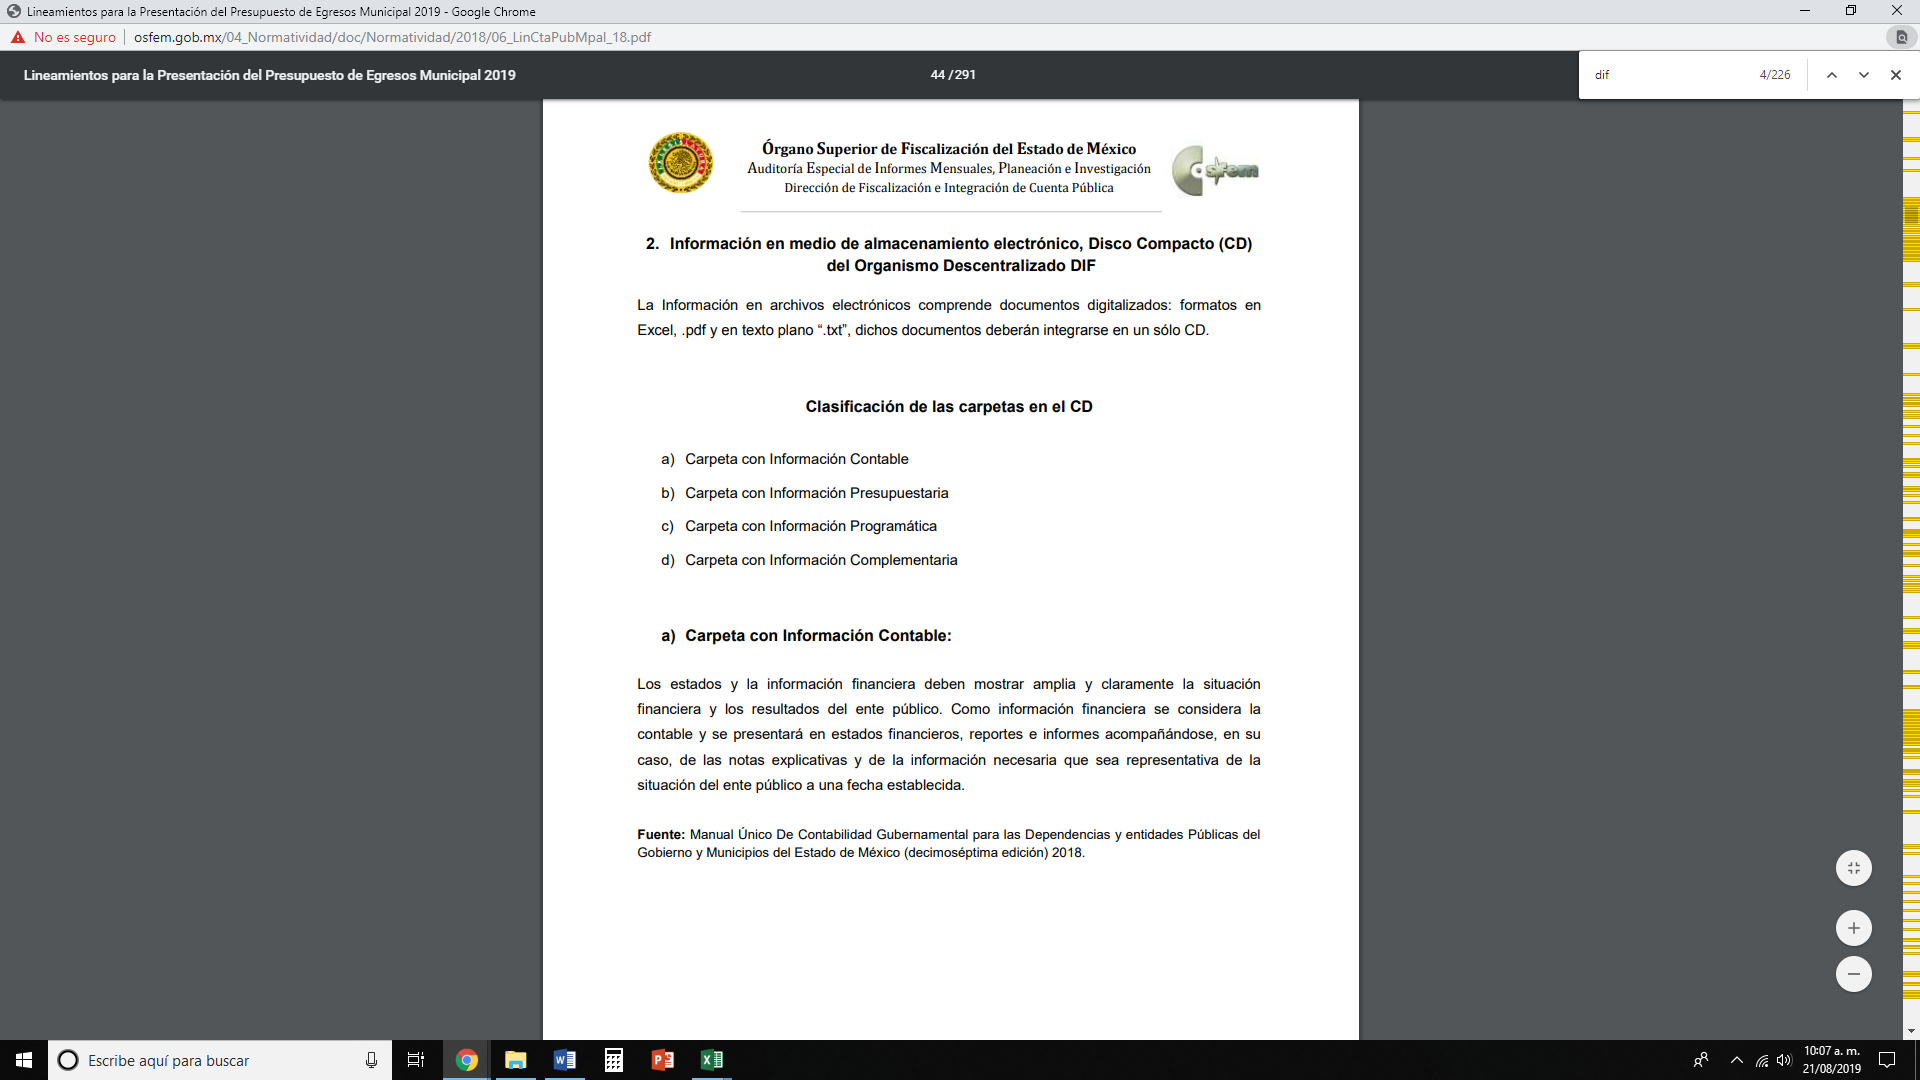 Lineamientos para la Presentación del Presupuesto de Egresos Municipal 2019 - Google Chrome
No es seguro | osfem.gob.mx/04_Normatividad/doc/Normatividad/2018/06_LinCtaPubMpal_18.pdf
Lineamientos para la Presentación del Presupuesto de Egresos Municipal 2019
44 / 291
dif 4/226
Órgano Superior de Fiscalización del Estado de México
Auditoría Especial de Informes Mensuales, Planeación e Investigación
Dirección de Fiscalización e Integración de Cuenta Pública
osfem
2. Información en medio de almacenamiento electrónico, Disco Compacto (CD)
del Organismo Descentralizado DIF
La Información en archivos electrónicos comprende documentos digitalizados: formatos en
Excel, .pdf y en texto plano “.txt”, dichos documentos deberán integrarse en un sólo CD.
Clasificación de las carpetas en el CD
a) Carpeta con Información Contable
b) Carpeta con Información Presupuestaria
c) Carpeta con Información Programática
d) Carpeta con Información Complementaria
a) Carpeta con Información Contable:
Los estados y la información financiera deben mostrar amplia y claramente la situación
financiera y los resultados del ente público. Como información financiera se considera la
contable y se presentará en estados financieros, reportes e informes acompañándose, en su
caso, de las notas explicativas y de la información necesaria que sea representativa de la
situación del ente público a una fecha establecida.
Fuente: Manual Único De Contabilidad Gubernamental para las Dependencias y entidades Públicas del
Gobierno y Municipios del Estado de México (decimoséptima edición) 2018.
Escribe aquí para buscar
10:07 a. m.
21/08/2019